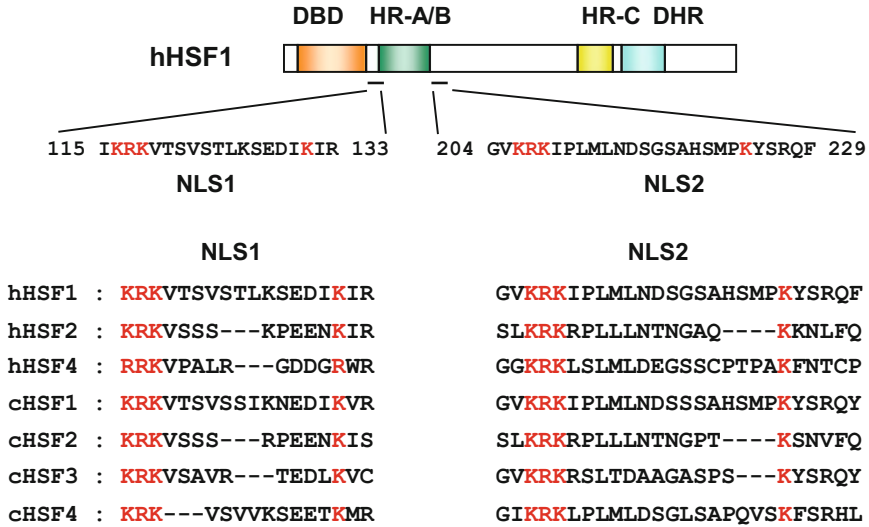 DBD HR-A/B HR-C DHR
hHSF1
115 IKRKVTSVSTLKSEDIKIR 133 204 GVKRKIPLMLNDSGSAHSMPKYSRQF 229
NLS1 NLS2
NLS1 NLS2
hHSF1 : KRKVTSVSTLKSEDIKIR GVKRKIPLMLNDSGSAHSMPKYSRQF
hHSF2 : KRKVSSS---KPEENKIR SLKRKRPLLLNTNGAQ----KKNLFQ
hHSF4 : RRKVPALR---GDDGRWR GGKRKLSLMLDEGSSCPTPAKFNTCP
cHSF1 : KRKVTSVSSIKNEDIKVR GVKRKIPLMLNDSSSAHSMPKYSRQY
cHSF2 : KRKVSSS---RPEENKIS SLKRKRPLLLNTNGPT----KSNVFQ
cHSF3 : KRKVSAVR---TEDLKVC GVKRKRSLTDAAGASPS---KYSRQY
cHSF4 : KRK---VSVVKSEETKMR GIKRKLPLMLDSGLSAPQVSKFSRHL